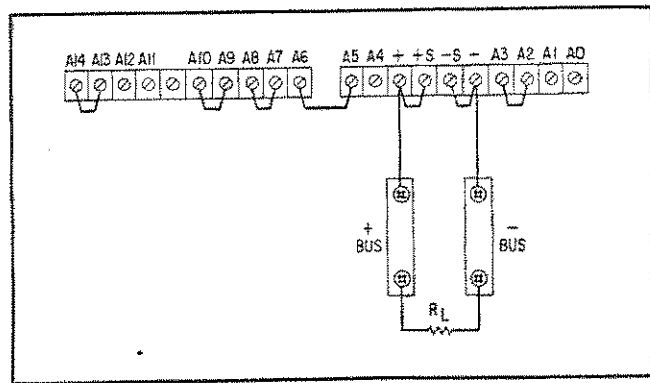 A14 A13 A12 A11 A10 A9 A8 A7 A6 A5 A4 + +S -S - A3 A2 A1 A0
+ BUS
- BUS
RL